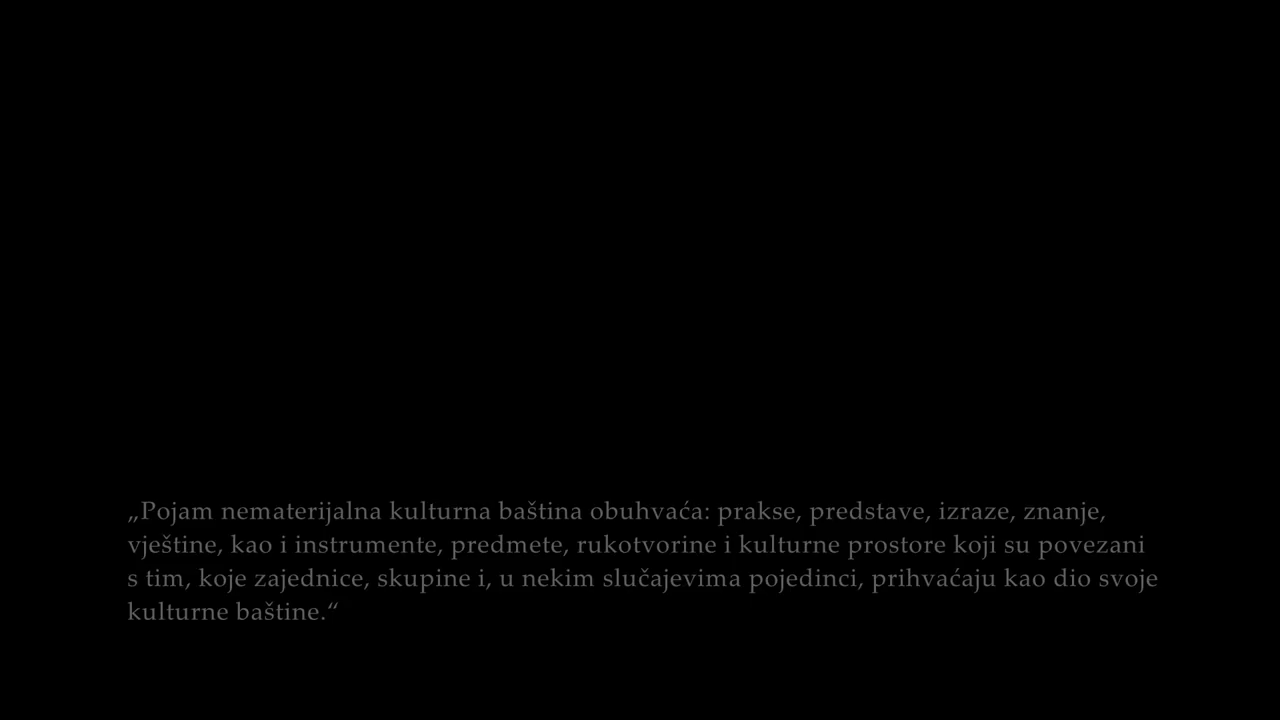 „Pojam nematerijalna kulturna baština obuhvaća: prakse, predstave, izraze, znanje,
vještine, kao i instrumente, predmete, rukotvorine i kulturne prostore koji su povezani
s tim, koje zajednice, skupine i, u nekim slučajevima pojedinci, prihvaćaju kao dio svoje
kulturne baštine.“